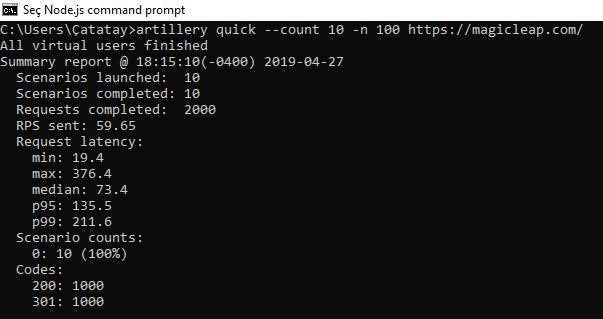 Seç Node.js command prompt
C:\Users\Çatatay>artillery quick --count 10 -n 100 https://magicleap.com/
All virtual users finished
Summary report @ 18:15:10(-0400) 2019-04-27
Scenarios launched:  10
Scenarios completed: 10
Requests completed:  2000
RPS sent: 59.65
Request latency:
min: 19.4
max: 376.4
median: 73.4
p95: 135.5
p99: 211.6
Scenario counts:
0: 10 (100%)
Codes:
200: 1000
301: 1000